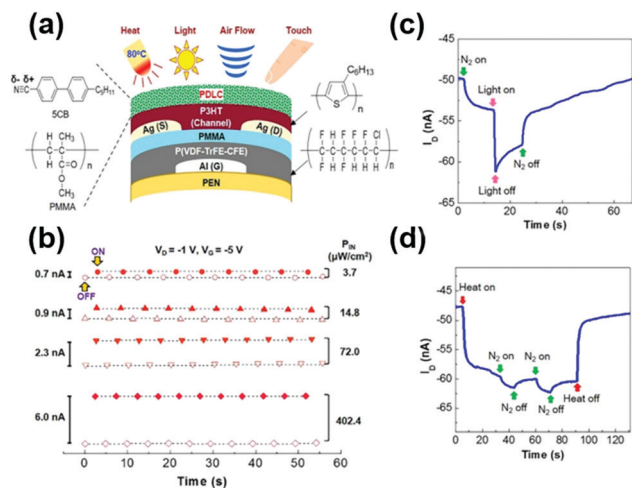 (a)
Heat
Light
Air Flow
Touch
80°C
δ- δ+
N≡C
C5H11
5CB
PDLC
P3HT
(Channel)
Ag (S)
Ag (D)
PMMA
P(VDF-TrFE-CFE)
Al (G)
PEN
C6H13
S
n
H F H F F F Cl
C C C C C C C
H F H F F F
n
H CH3
C C
H C=O
O
CH3
n
PMMA
(b)
ON
OFF
VD = -1 V, VG = -5 V
PIN
(μW/cm2)
0.7 nA
3.7
0.9 nA
14.8
2.3 nA
72.0
6.0 nA
402.4
0 10 20 30 40 50 60
Time (s)
(c)
ID (nA)
-45
-50
-55
-60
-65
N2 on
Light on
Light off
N2 off
0 20 40 60
Time (s)
(d)
ID (nA)
-45
-50
-55
-60
-65
Heat on
N2 on
N2 on
N2 off
N2 off
Heat off
0 20 40 60 80 100 120
Time (s)